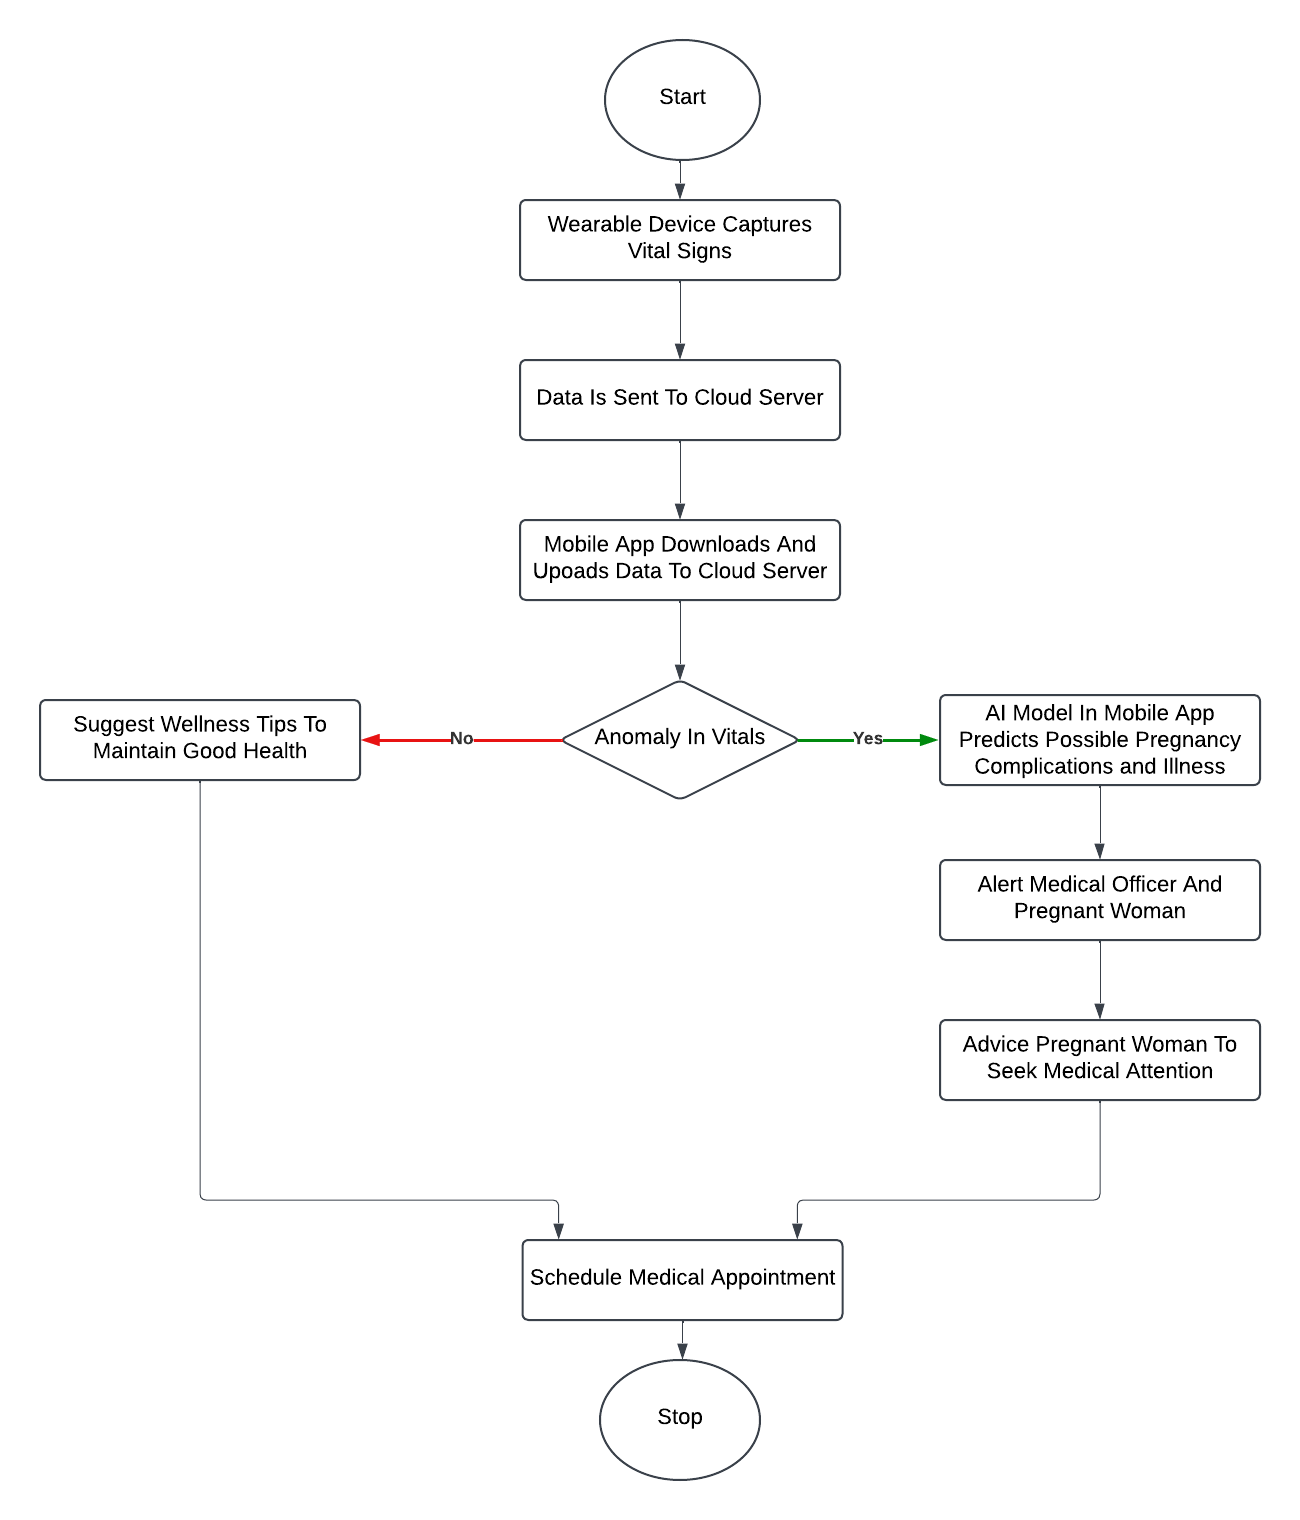 Start
Wearable Device Captures
Vital Signs
Data Is Sent To Cloud Server
Mobile App Downloads And
Upoads Data To Cloud Server
Anomaly In Vitals
No
Suggest Wellness Tips To
Maintain Good Health
Yes
AI Model In Mobile App
Predicts Possible Pregnancy
Complications and Illness
Alert Medical Officer And
Pregnant Woman
Advice Pregnant Woman To
Seek Medical Attention
Schedule Medical Appointment
Stop